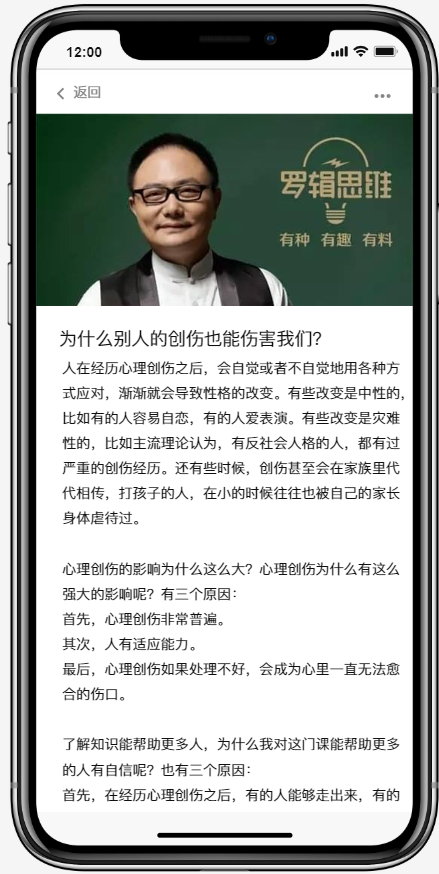 12:00
返回
罗辑思维
有种 有趣 有料
为什么别人的创伤也能伤害我们？
人在经历心理创伤之后，会自觉或者不自觉地用各种方
式应对，渐渐就会导致性格的改变。有些改变是中性的，
比如有的人容易自恋，有的人爱表演。有些改变是灾难
性的，比如主流理论认为，有反社会人格的人，都有过
严重的创伤经历。还有些时候，创伤甚至会在家族里代
代相传，打孩子的人，在小的时候往往也被自己的家长
身体虐待过。
心理创伤的影响为什么这么大？心理创伤为什么有这么
强大的影响呢？有三个原因：
首先，心理创伤非常普遍。
其次，人有适应能力。
最后，心理创伤如果处理不好，会成为心里一直无法愈
合的伤口。
了解知识能帮助更多人，为什么我对这门课能帮助更多
的人有自信呢？也有三个原因：
首先，在经历心理创伤之后，有的人能够走出来，有的